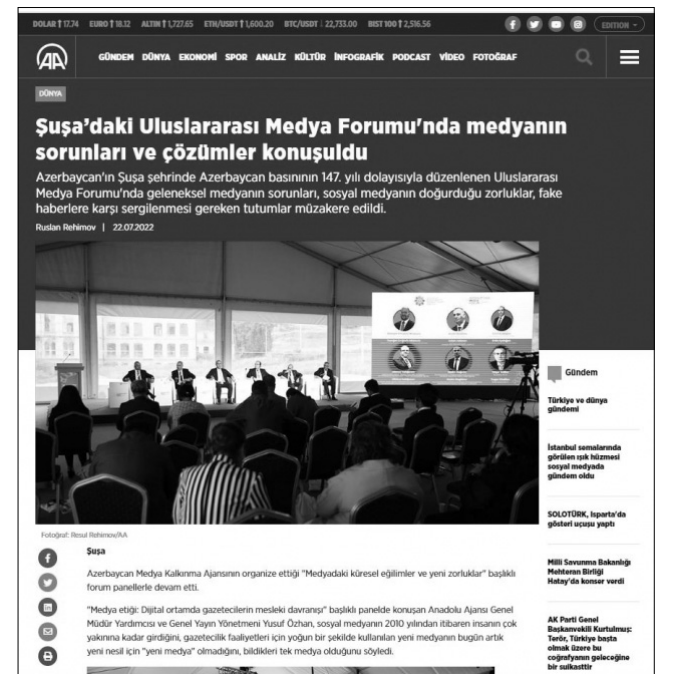 DOLAR ↑ 17.74 EURO ↑ 18.12 ALTIN ↑ 1,727.65 ETH/USDT ↑ 1,600.20 BTC/USDT 22,733.00 BIST 100 ↑ 2,516.56 EDITION
AA GÜNDEM DÜNYA EKONOMİ SPOR ANALİZ KÜLTÜR İNFOGRAFİK PODCAST VİDEO FOTOĞRAF
DÜNYA
Şuşa’daki Uluslararası Medya Forumu'nda medyanın
sorunları ve çözümler konuşuldu
Azerbaycan'ın Şuşa şehrinde Azerbaycan basınının 147. yılı dolayısıyla düzenlenen Uluslararası
Medya Forumu'nda geleneksel medyanın sorunları, sosyal medyanın doğurduğu zorluklar, fake
haberlere karşı sergilenmesi gereken tutumlar müzakere edildi.
Ruslan Rehimov | 22.07.2022
Fotoğraf: Resul Rehimov/AA
Şuşa
Azerbaycan Medya Kalkınma Ajansının organize ettiği "Medyadaki küresel eğilimler ve yeni zorluklar" başlıklı
forum panellerle devam etti.
"Medya etiği: Dijital ortamda gazetecilerin mesleki davranışı" başlıklı panelde konuşan Anadolu Ajansı Genel
Müdür Yardımcısı ve Genel Yayın Yönetmeni Yusuf Özhan, sosyal medyanın 2010 yılından itibaren insanın çok
yakınına kadar girdiğini, gazetecilik faaliyetleri için yoğun bir şekilde kullanılan yeni medyanın bugün artık
yeni nesil için "yeni medya" olmadığını, bildikleri tek medya olduğunu söyledi.
Gündem
Türkiye ve dünya
gündemi
İstanbul semalarında
görülen ışık hüzmesi
sosyal medyada
gündem oldu
SOLOTÜRK, Isparta'da
gösteri uçuşu yaptı
Milli Savunma Bakanlığı
Mehteran Birliği
Hatay'da konser verdi
AK Parti Genel
Başkanvekili Kurtulmuş:
Terör, Türkiye başta
olmak üzere bu
coğrafyanın geleceğine
bir suikasttir